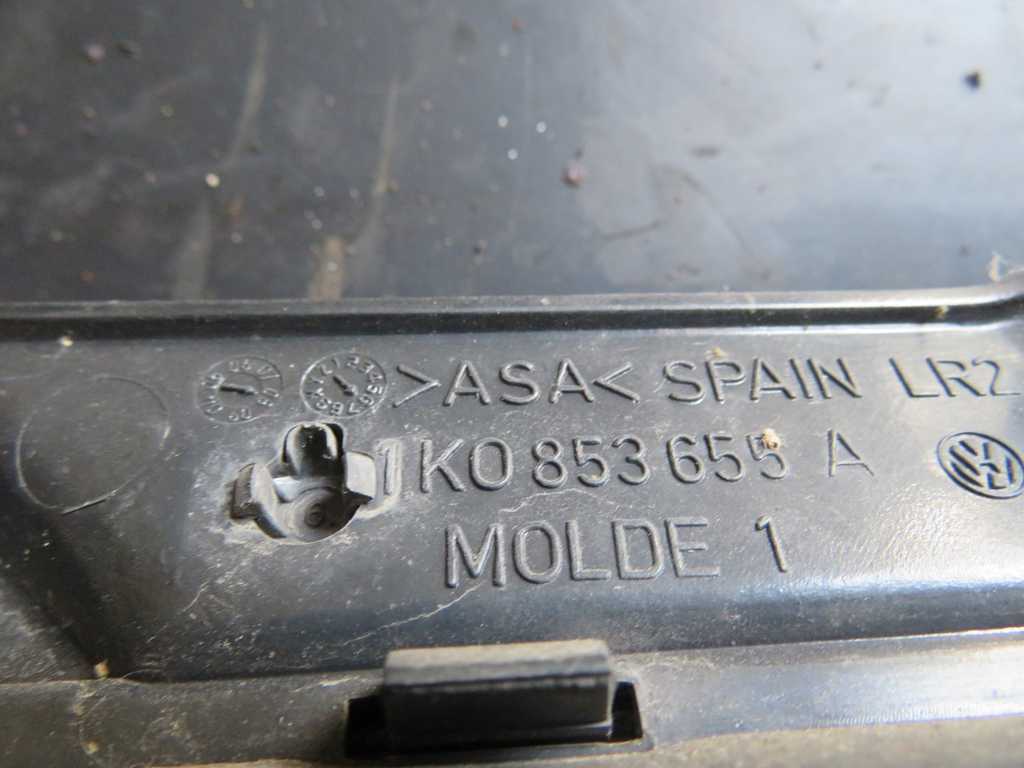 >ASA< SPAIN LR2
1K0 853 655 A
MOLDE 1